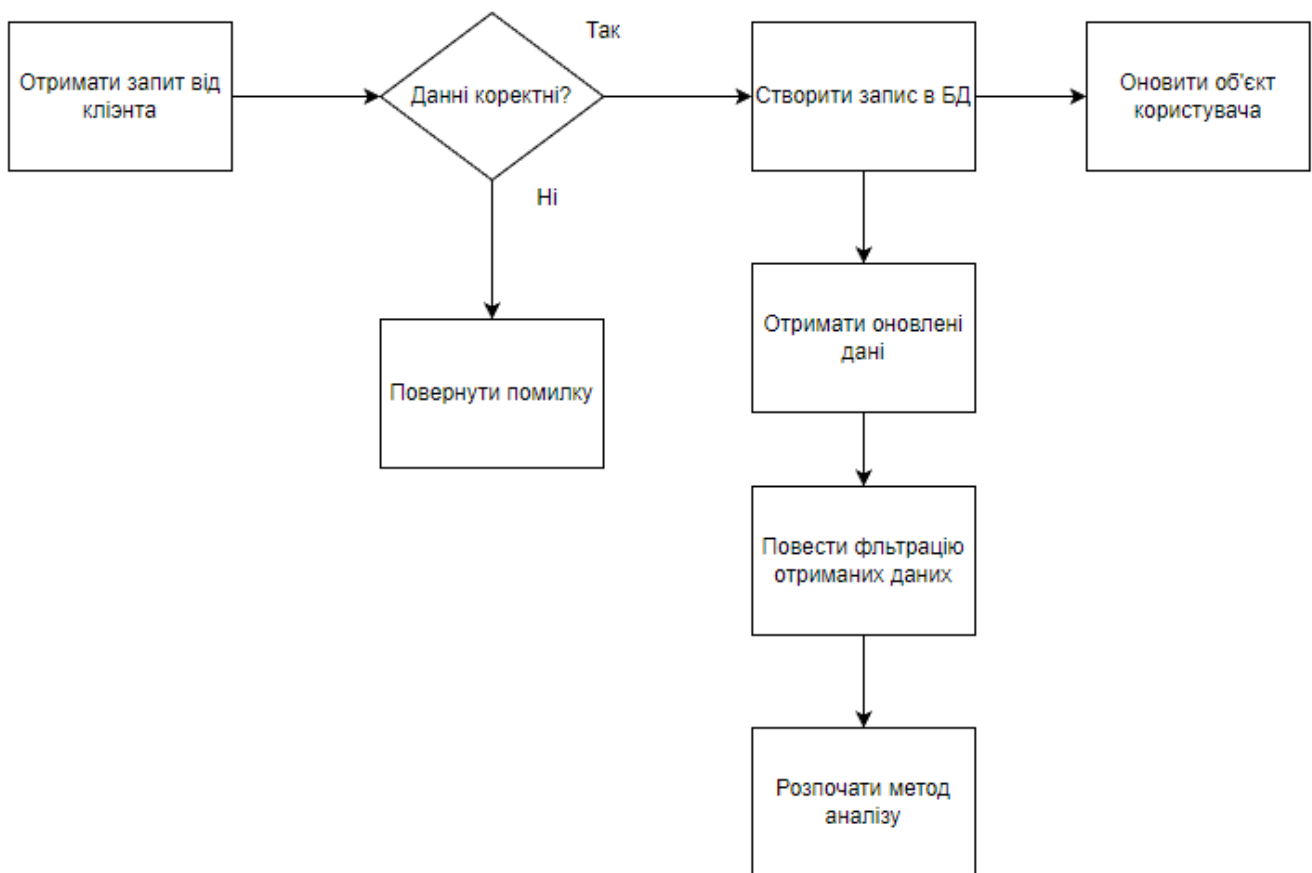 Так
Отримати запит від
клієнта
Данні коректні?
Створити запис в БД
Оновити об'єкт
користувача
Ні
Отримати оновлені
дані
Повернути помилку
Повести фльтрацію
отриманих даних
Розпочати метод
аналізу